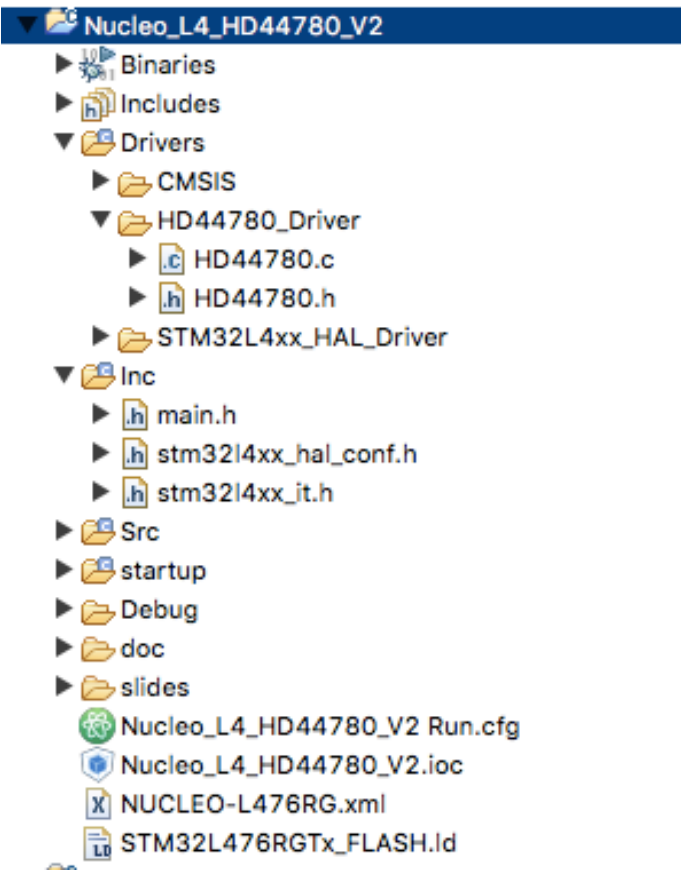 Nucleo_L4_HD44780_V2
Binaries
Includes
Drivers
CMSIS
HD44780_Driver
HD44780.c
HD44780.h
STM32L4xx_HAL_Driver
Inc
main.h
stm32l4xx_hal_conf.h
stm32l4xx_it.h
Src
startup
Debug
doc
slides
Nucleo_L4_HD44780_V2 Run.cfg
Nucleo_L4_HD44780_V2.ioc
NUCLEO-L476RG.xml
STM32L476RGTx_FLASH.ld